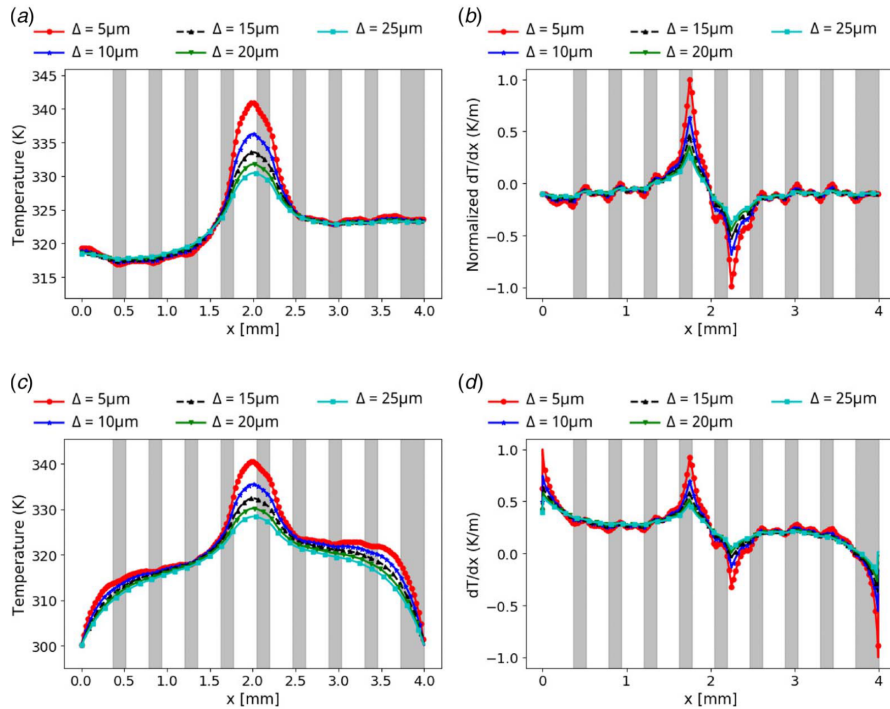 (a)
Δ = 5μm Δ = 15μm Δ = 25μm
Δ = 10μm Δ = 20μm
345
340
335
330
325
320
315
Temperature (K)
0.0 0.5 1.0 1.5 2.0 2.5 3.0 3.5 4.0
x [mm]
(b)
Δ = 5μm Δ = 15μm Δ = 25μm
Δ = 10μm Δ = 20μm
1.0
0.5
0.0
−0.5
−1.0
Normalized dT/dx (K/m)
0 1 2 3 4
x [mm]
(c)
Δ = 5μm Δ = 15μm Δ = 25μm
Δ = 10μm Δ = 20μm
340
330
320
310
300
Temperature (K)
0.0 0.5 1.0 1.5 2.0 2.5 3.0 3.5 4.0
x [mm]
(d)
Δ = 5μm Δ = 15μm Δ = 25μm
Δ = 10μm Δ = 20μm
1.0
0.5
0.0
−0.5
−1.0
dT/dx (K/m)
0 1 2 3 4
x [mm]